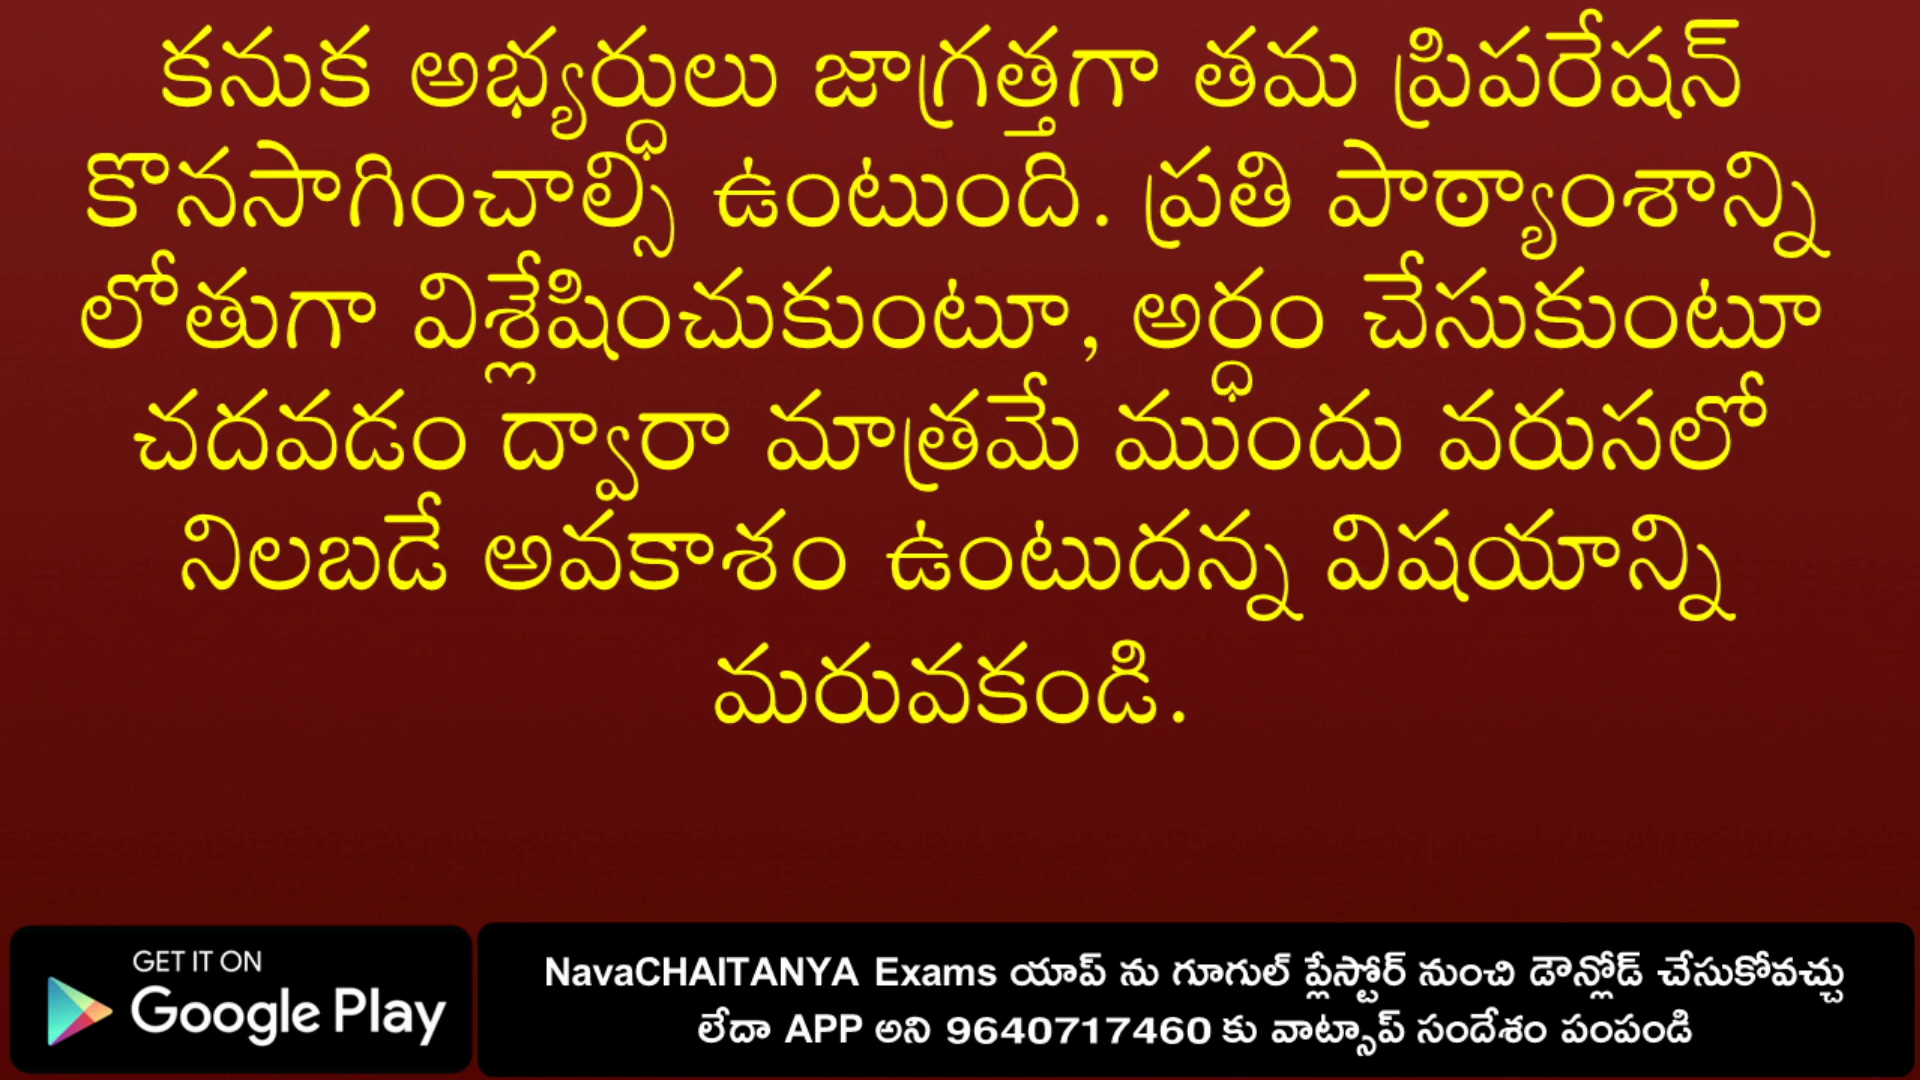 కనుక అభ్యర్ధులు జాగ్రత్తగా తమ ప్రిపరేషన్
కొనసాగించాల్సి ఉంటుంది. ప్రతి పాఠ్యాంశాన్ని
లోతుగా విశ్లేషించుకుంటూ, అర్ధం చేసుకుంటూ
చదవడం ద్వారా మాత్రమే ముందు వరుసలో
నిలబడే అవకాశం ఉంటుదన్న విషయాన్ని
మరువకండి.
GET IT ON
Google Play
NavaCHAITANYA Exams యాప్ ను గూగుల్ ప్లేస్టోర్ నుంచి డౌన్లోడ్ చేసుకోవచ్చు
లేదా APP అని 9640717460 కు వాట్సాప్ సందేశం పంపండి